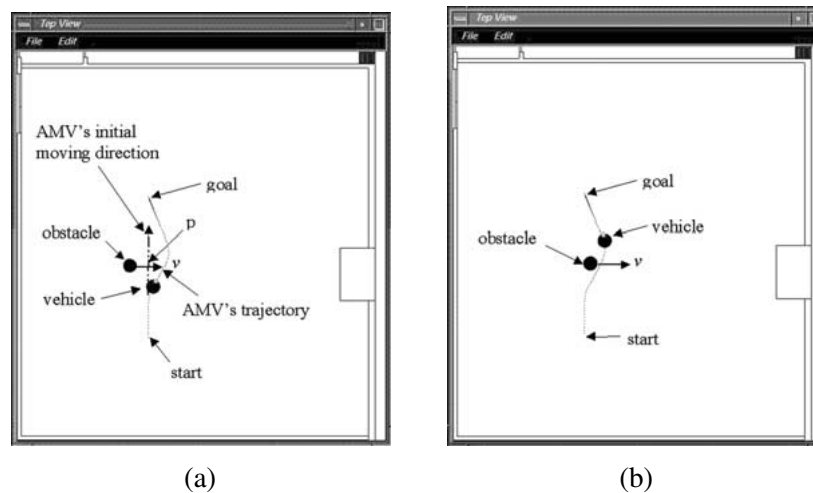 Top View
File Edit
AMV's initial
moving direction
goal
p
obstacle
v
vehicle
AMV's trajectory
start
(a)
Top View
File Edit
goal
vehicle
obstacle
v
start
(b)